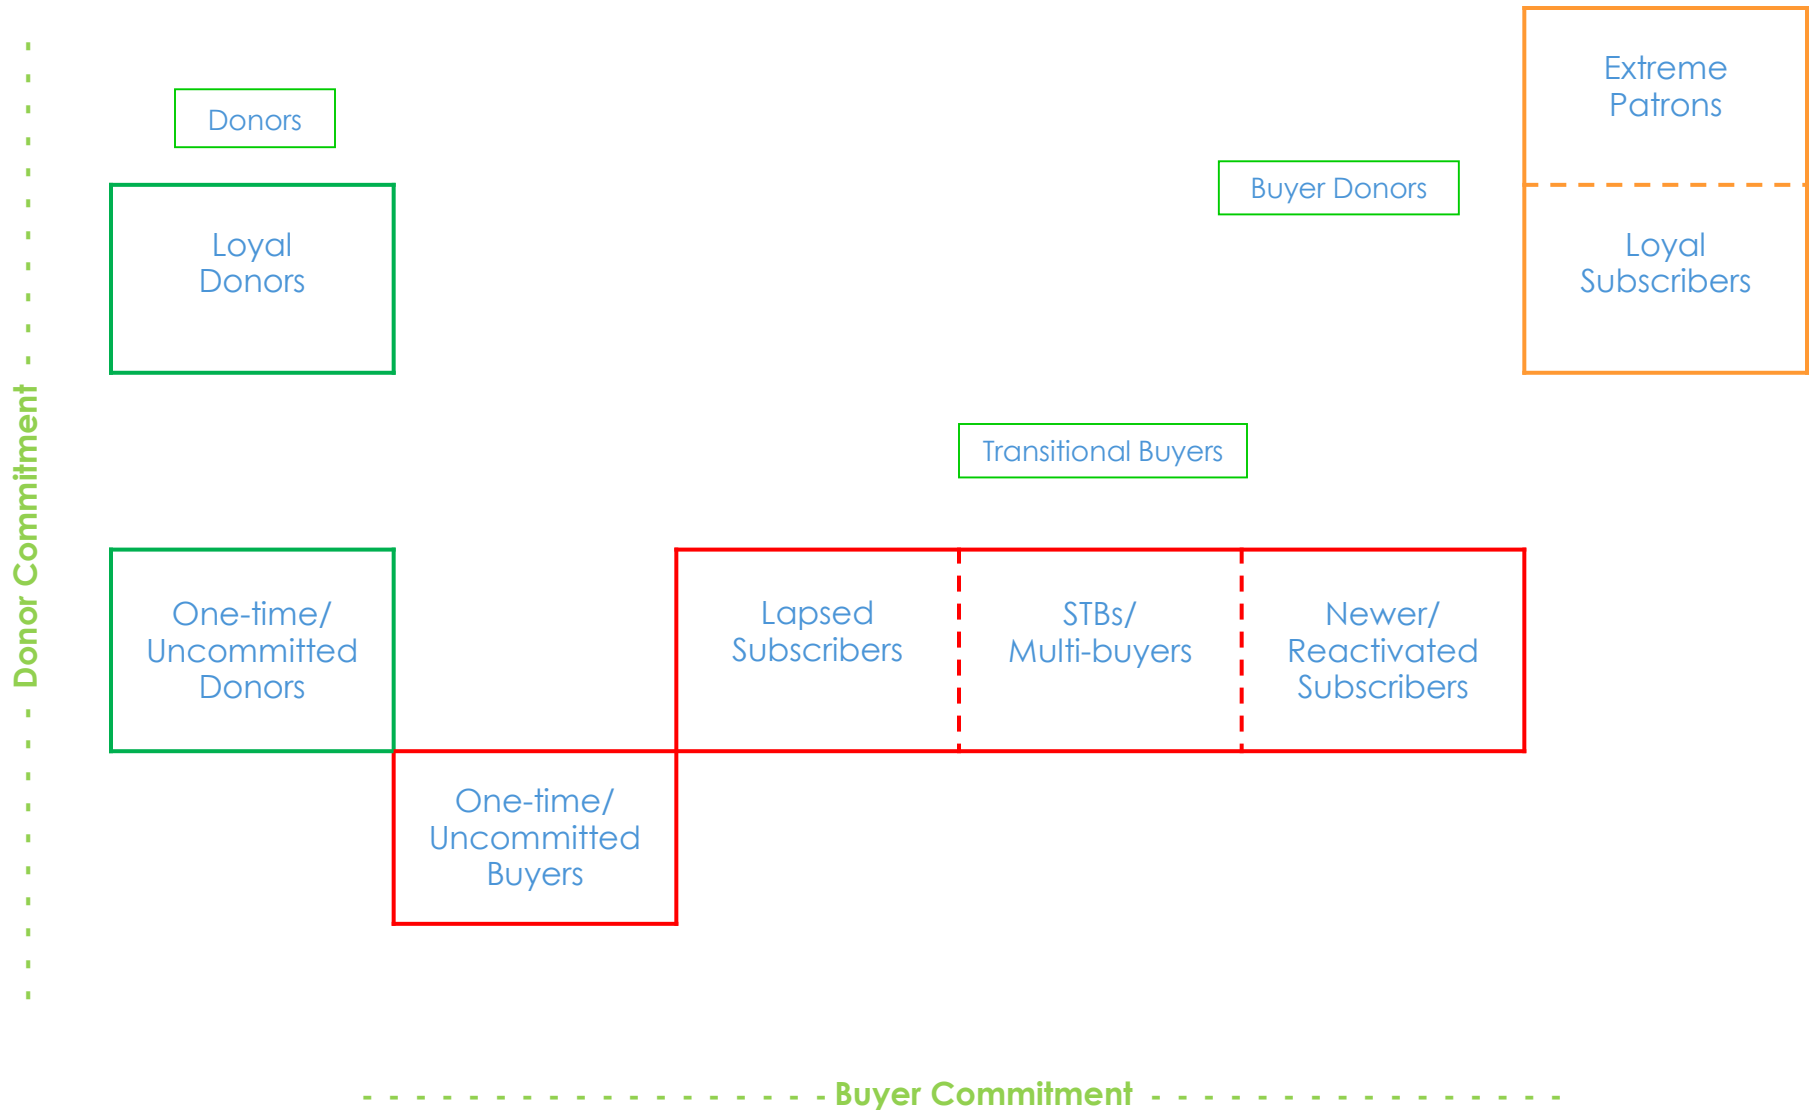 Extreme
Patrons
Donors
Buyer Donors
Loyal
Donors
Loyal
Subscribers
Donor Commitment
Transitional Buyers
One-time/
Uncommitted
Donors
Lapsed
Subscribers
STBs/
Multi-buyers
Newer/
Reactivated
Subscribers
One-time/
Uncommitted
Buyers
Buyer Commitment